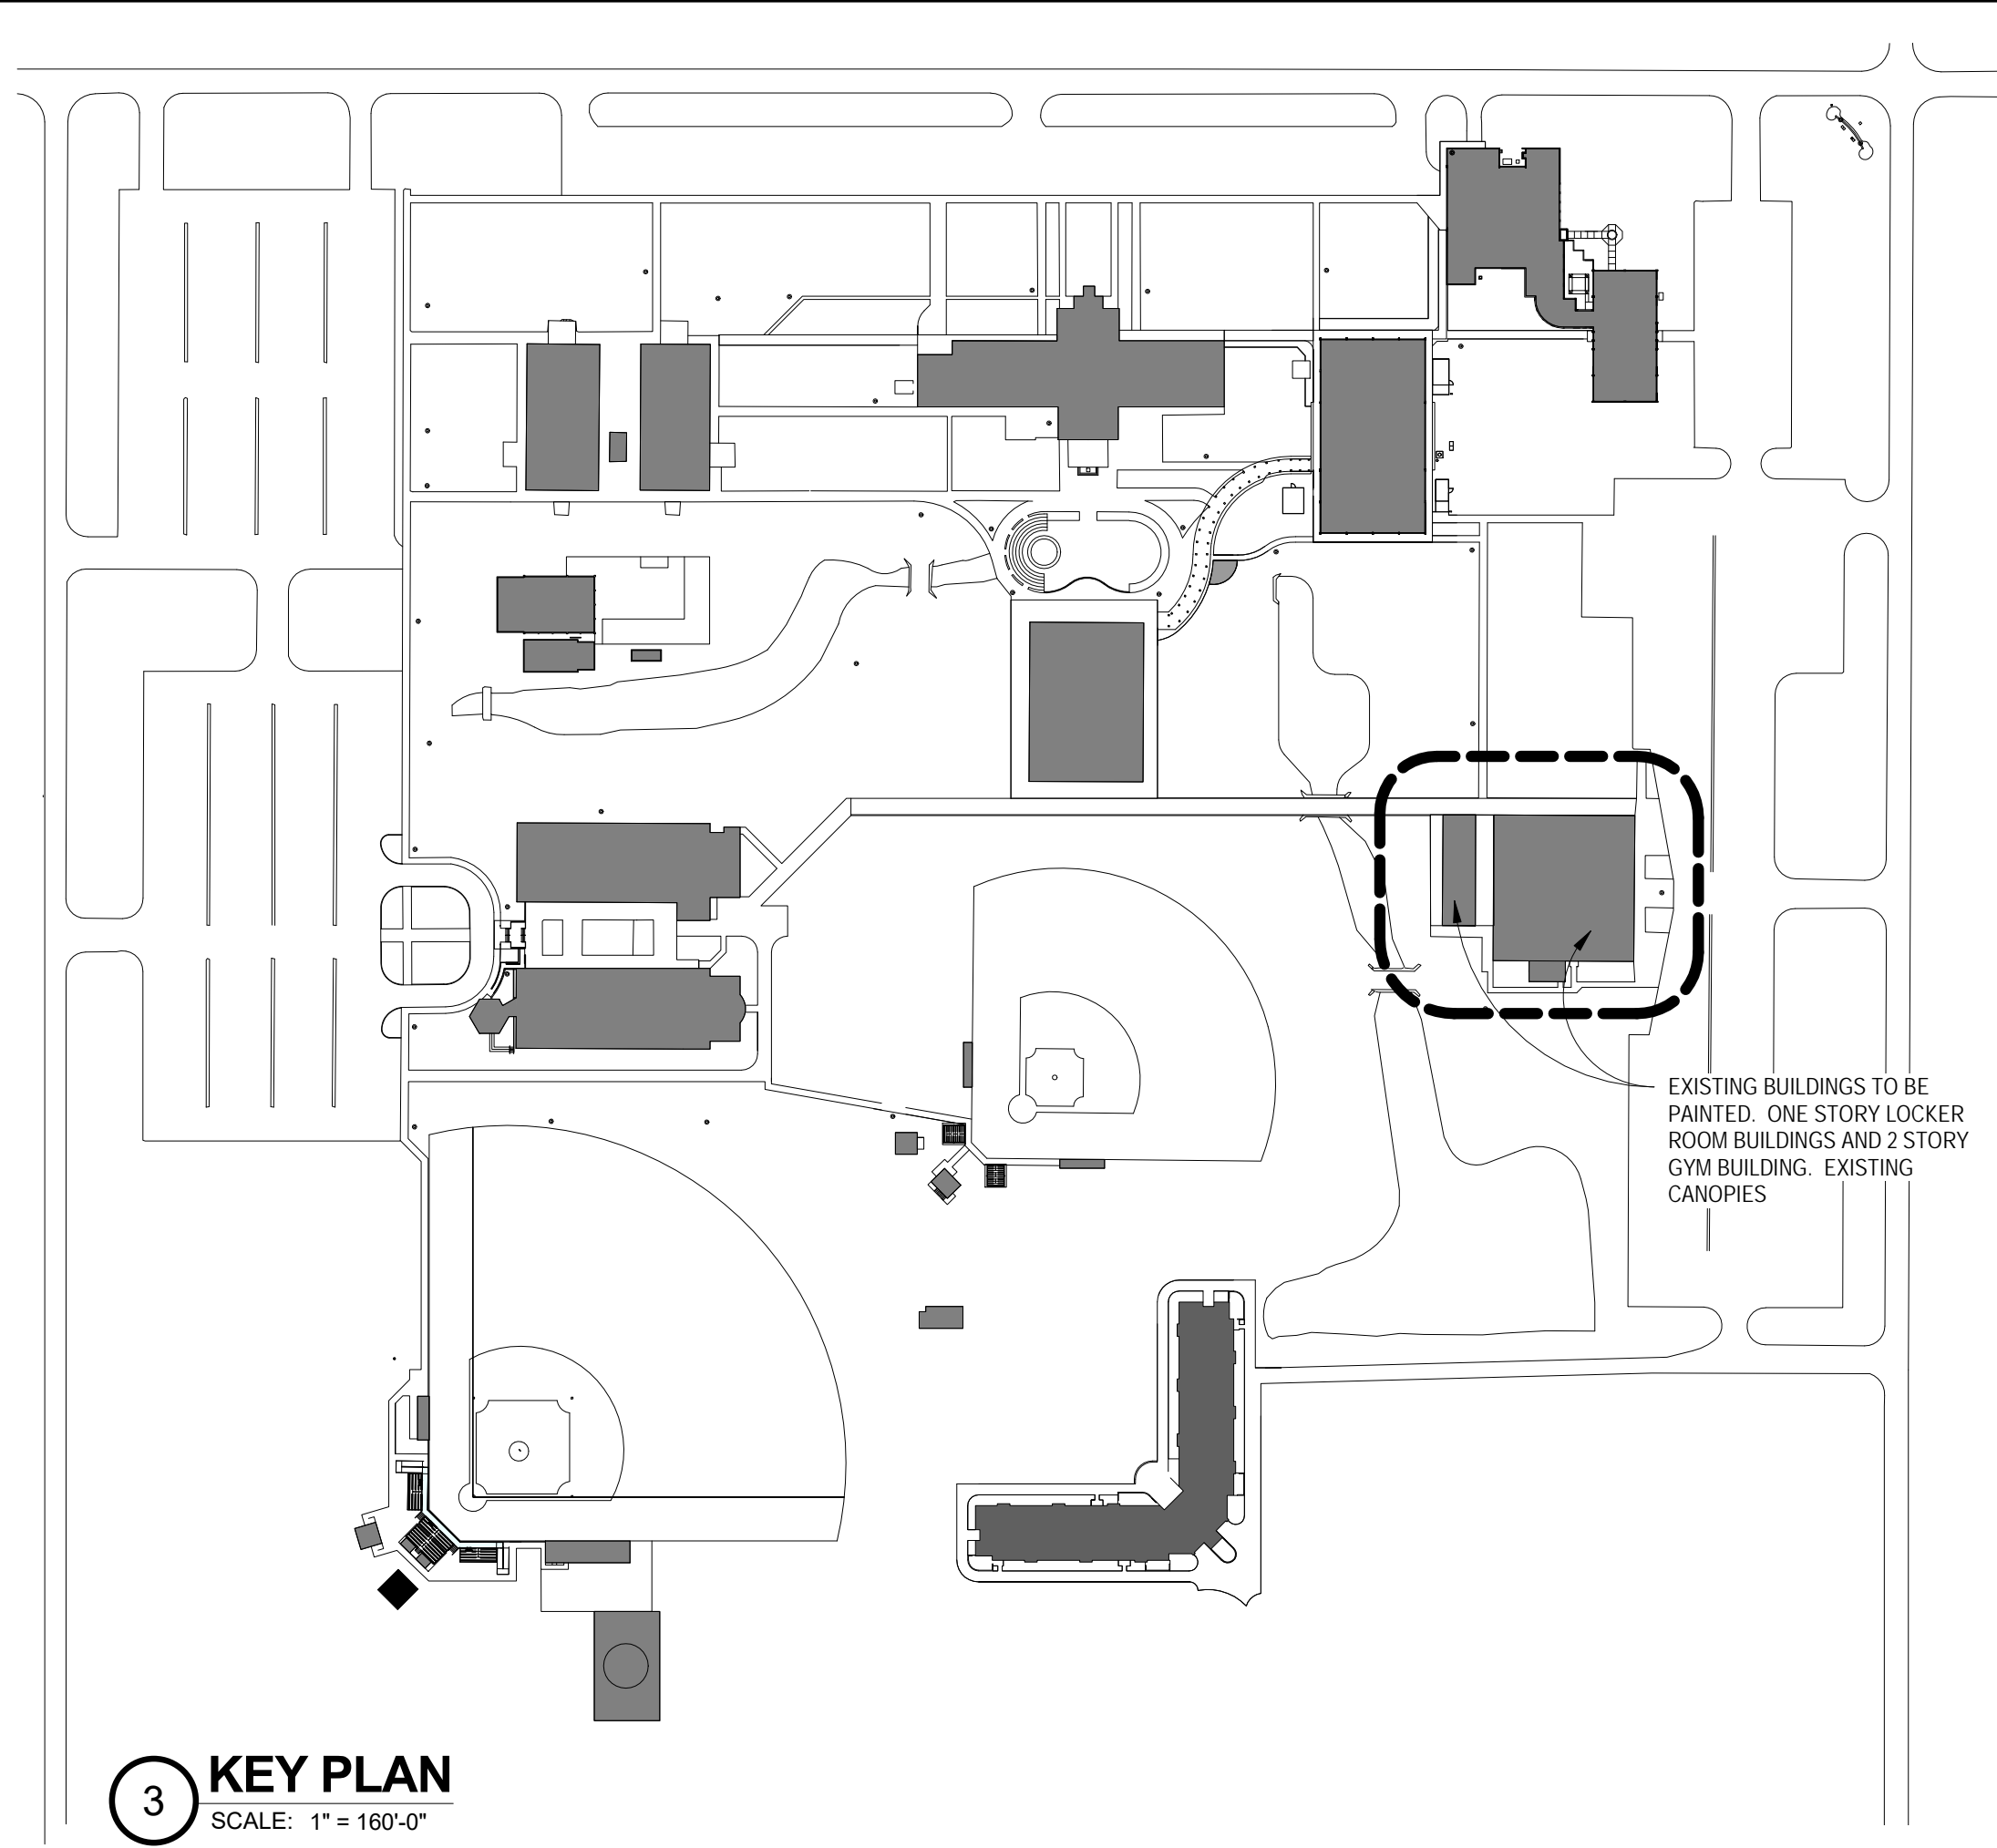 EXISTING BUILDINGS TO BE
PAINTED. ONE STORY LOCKER
ROOM BUILDINGS AND 2 STORY
GYM BUILDING. EXISTING
CANOPIES
3
KEY PLAN
SCALE: 1" = 160'-0"